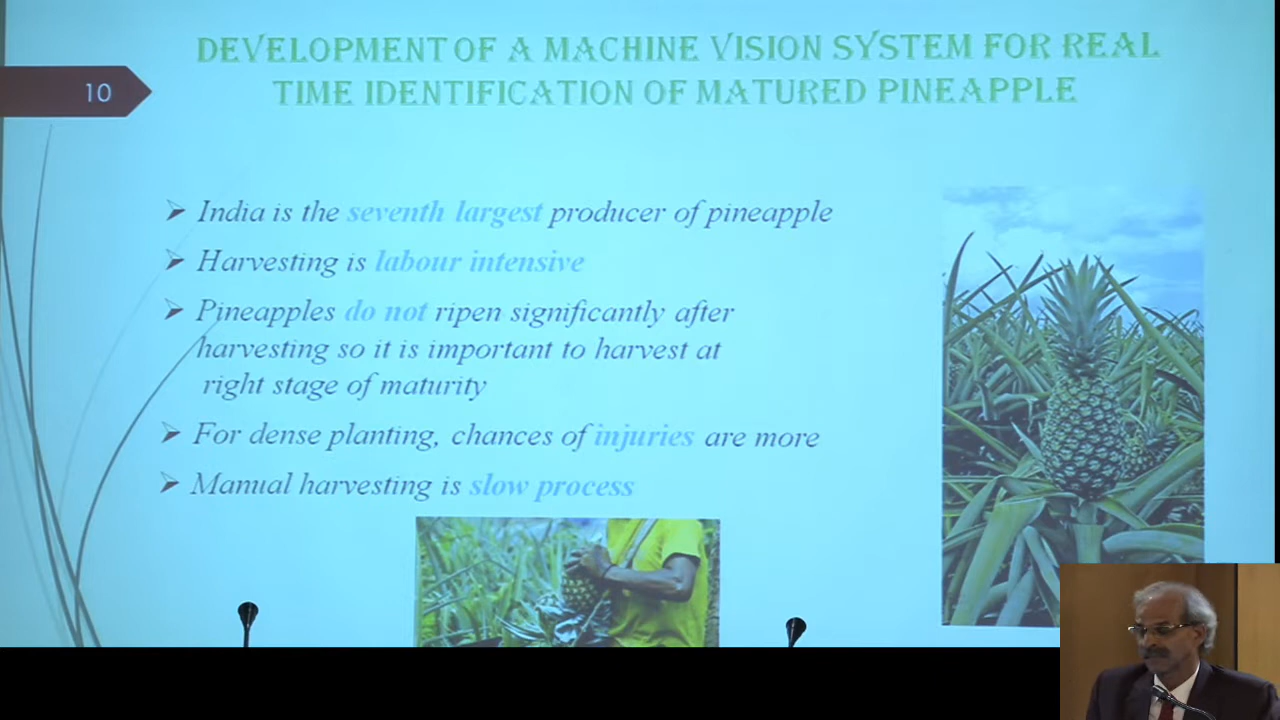 10
DEVELOPMENT OF A MACHINE VISION SYSTEM FOR REAL
TIME IDENTIFICATION OF MATURED PINEAPPLE
India is the seventh largest producer of pineapple
Harvesting is labour intensive
Pineapples do not ripen significantly after
harvesting so it is important to harvest at
right stage of maturity
For dense planting, chances of injuries are more
Manual harvesting is slow process